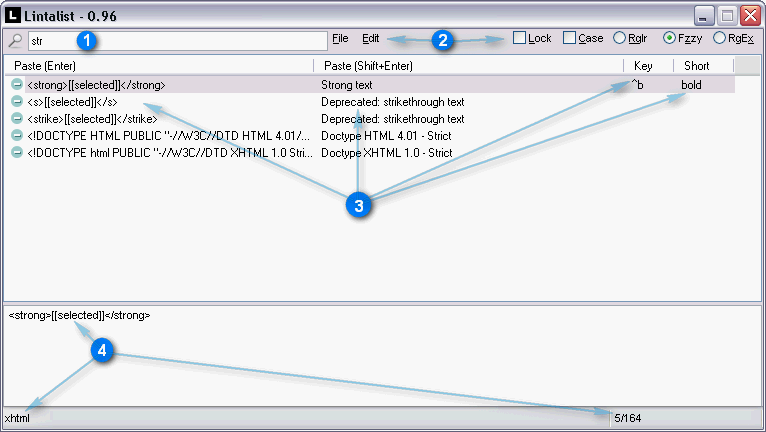 L Lintalist - 0.96
str 1 File Edit 2 Lock Case Rglr Fzzy RgEx
Paste (Enter) Paste (Shift+Enter) Key Short
<strong>[[selected]]</strong> Strong text ^b bold
<s>[[selected]]</s> Deprecated: strikethrough text
<strike>[[selected]]</strike> Deprecated: strikethrough text
<!DOCTYPE HTML PUBLIC "-//W3C//DTD HTML 4.01/... Doctype HTML 4.01 - Strict
<!DOCTYPE html PUBLIC "-//W3C//DTD XHTML 1.0 Stri... Doctype XHTML 1.0 - Strict
3
<strong>[[selected]]</strong>
4
xhtml 5/164